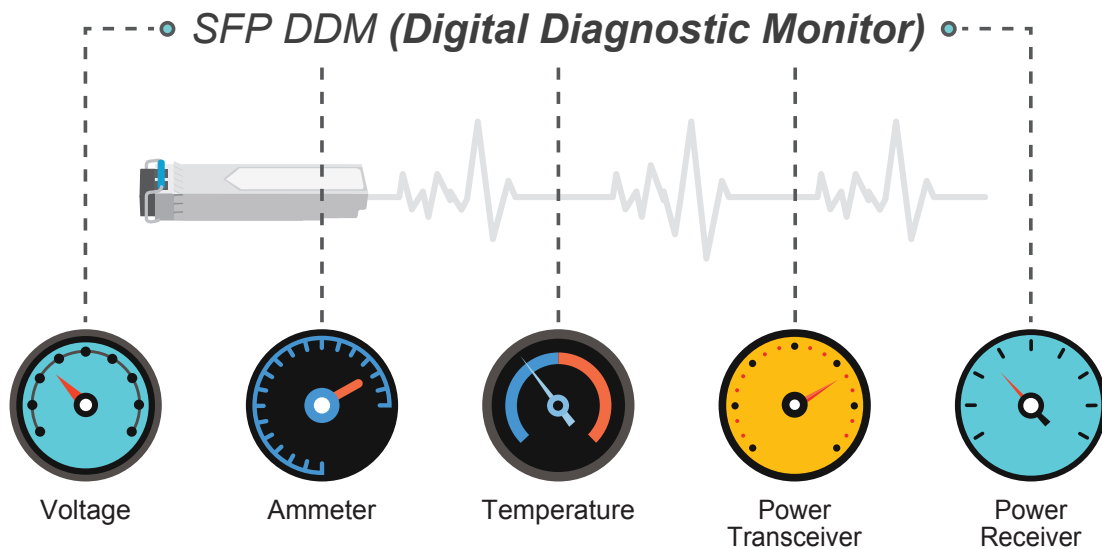 SFP DDM (Digital Diagnostic Monitor)
Voltage
Ammeter
Temperature
Power
Transceiver
Power
Receiver